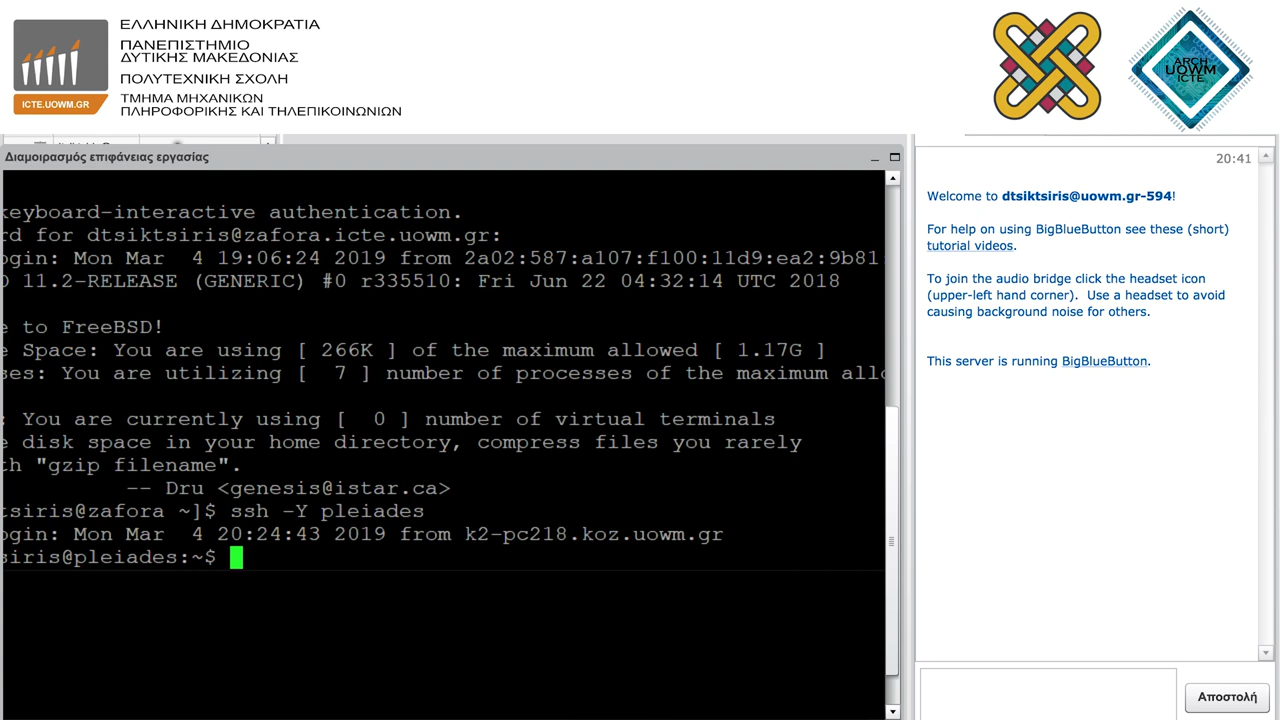 ΕΛΛΗΝΙΚΗ ΔΗΜΟΚΡΑΤΙΑ
ΠΑΝΕΠΙΣΤΗΜΙΟ
ΔΥΤΙΚΗΣ ΜΑΚΕΔΟΝΙΑΣ
ΠΟΛΥΤΕΧΝΙΚΗ ΣΧΟΛΗ
ΤΜΗΜΑ ΜΗΧΑΝΙΚΩΝ
ΠΛΗΡΟΦΟΡΙΚΗΣ ΚΑΙ ΤΗΛΕΠΙΚΟΙΝΩΝΙΩΝ
ICTE.UOWM.GR
ARCH
UOWM
ICTE
Διαμοιρασμός επιφάνειας εργασίας
keyboard-interactive authentication.
rd for dtsiktsiris@zafora.icte.uowm.gr:
ogin: Mon Mar  4 19:06:24 2019 from 2a02:587:a107:f100:11d9:ea2:9b81:
D 11.2-RELEASE (GENERIC) #0 r335510: Fri Jun 22 04:32:14 UTC 2018
e to FreeBSD!
e Space: You are using [ 266K ] of the maximum allowed [ 1.17G ]
ses: You are utilizing [  7 ] number of processes of the maximum allo
: You are currently using [  0 ] number of virtual terminals
e disk space in your home directory, compress files you rarely
th "gzip filename".
-- Dru <genesis@istar.ca>
tsiris@zafora ~]$ ssh -Y pleiades
ogin: Mon Mar  4 20:24:43 2019 from k2-pc218.koz.uowm.gr
siris@pleiades:~$
20:41
Welcome to dtsiktsiris@uowm.gr-594!
For help on using BigBlueButton see these (short)
tutorial videos.
To join the audio bridge click the headset icon
(upper-left hand corner).  Use a headset to avoid
causing background noise for others.
This server is running BigBlueButton.
Αποστολή